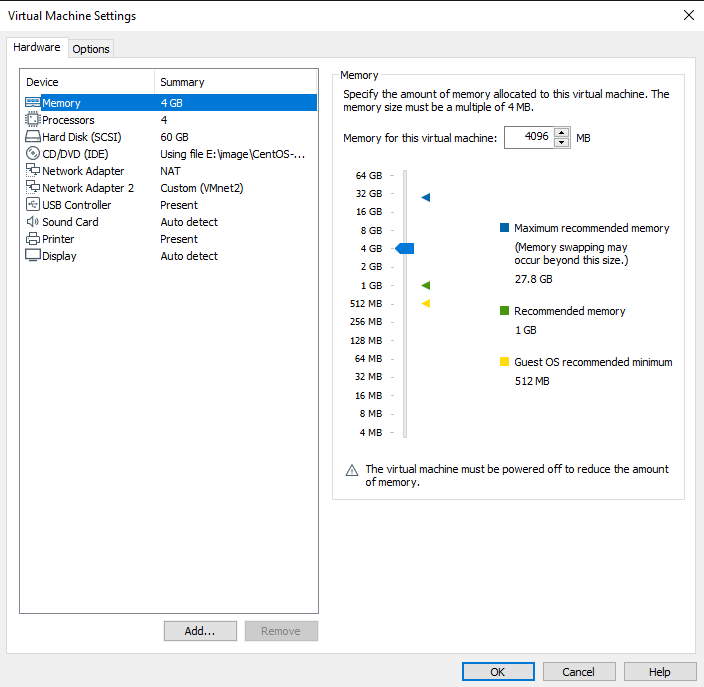 Virtual Machine Settings
Hardware
Options
Device Summary
Memory 4 GB
Processors 4
Hard Disk (SCSI) 60 GB
CD/DVD (IDE) Using file E:\image\CentOS-...
Network Adapter NAT
Network Adapter 2 Custom (VMnet2)
USB Controller Present
Sound Card Auto detect
Printer Present
Display Auto detect
Add...
Remove
Memory
Specify the amount of memory allocated to this virtual machine. The
memory size must be a multiple of 4 MB.
Memory for this virtual machine: 4096 MB
64 GB
32 GB
16 GB
8 GB
4 GB
2 GB
1 GB
512 MB
256 MB
128 MB
64 MB
32 MB
16 MB
8 MB
4 MB
Maximum recommended memory
(Memory swapping may
occur beyond this size.)
27.8 GB
Recommended memory
1 GB
Guest OS recommended minimum
512 MB
The virtual machine must be powered off to reduce the amount
of memory.
OK
Cancel
Help